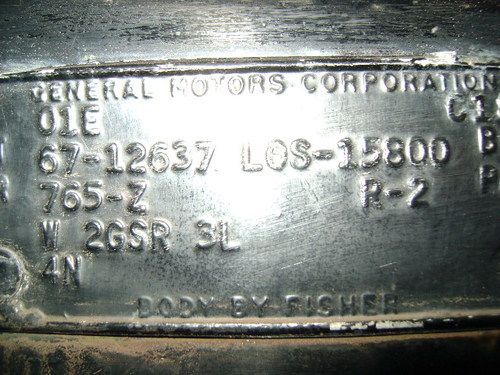 GENERAL MOTORS CORPORATION
01E
67-12637 LOS-15800 B
765-Z R-2
W 2GSR 3L
4N
BODY BY FISHER